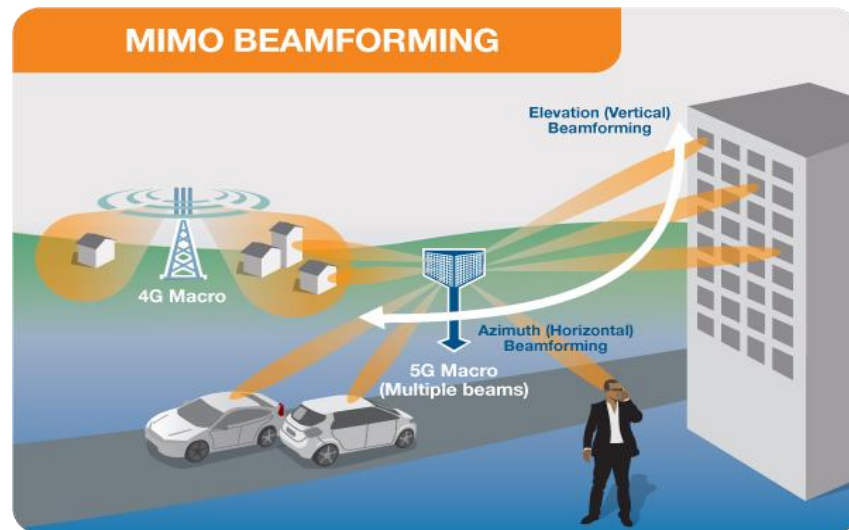 MIMO BEAMFORMING
Elevation (Vertical)
Beamforming
4G Macro
Azimuth (Horizontal)
Beamforming
5G Macro
(Multiple beams)